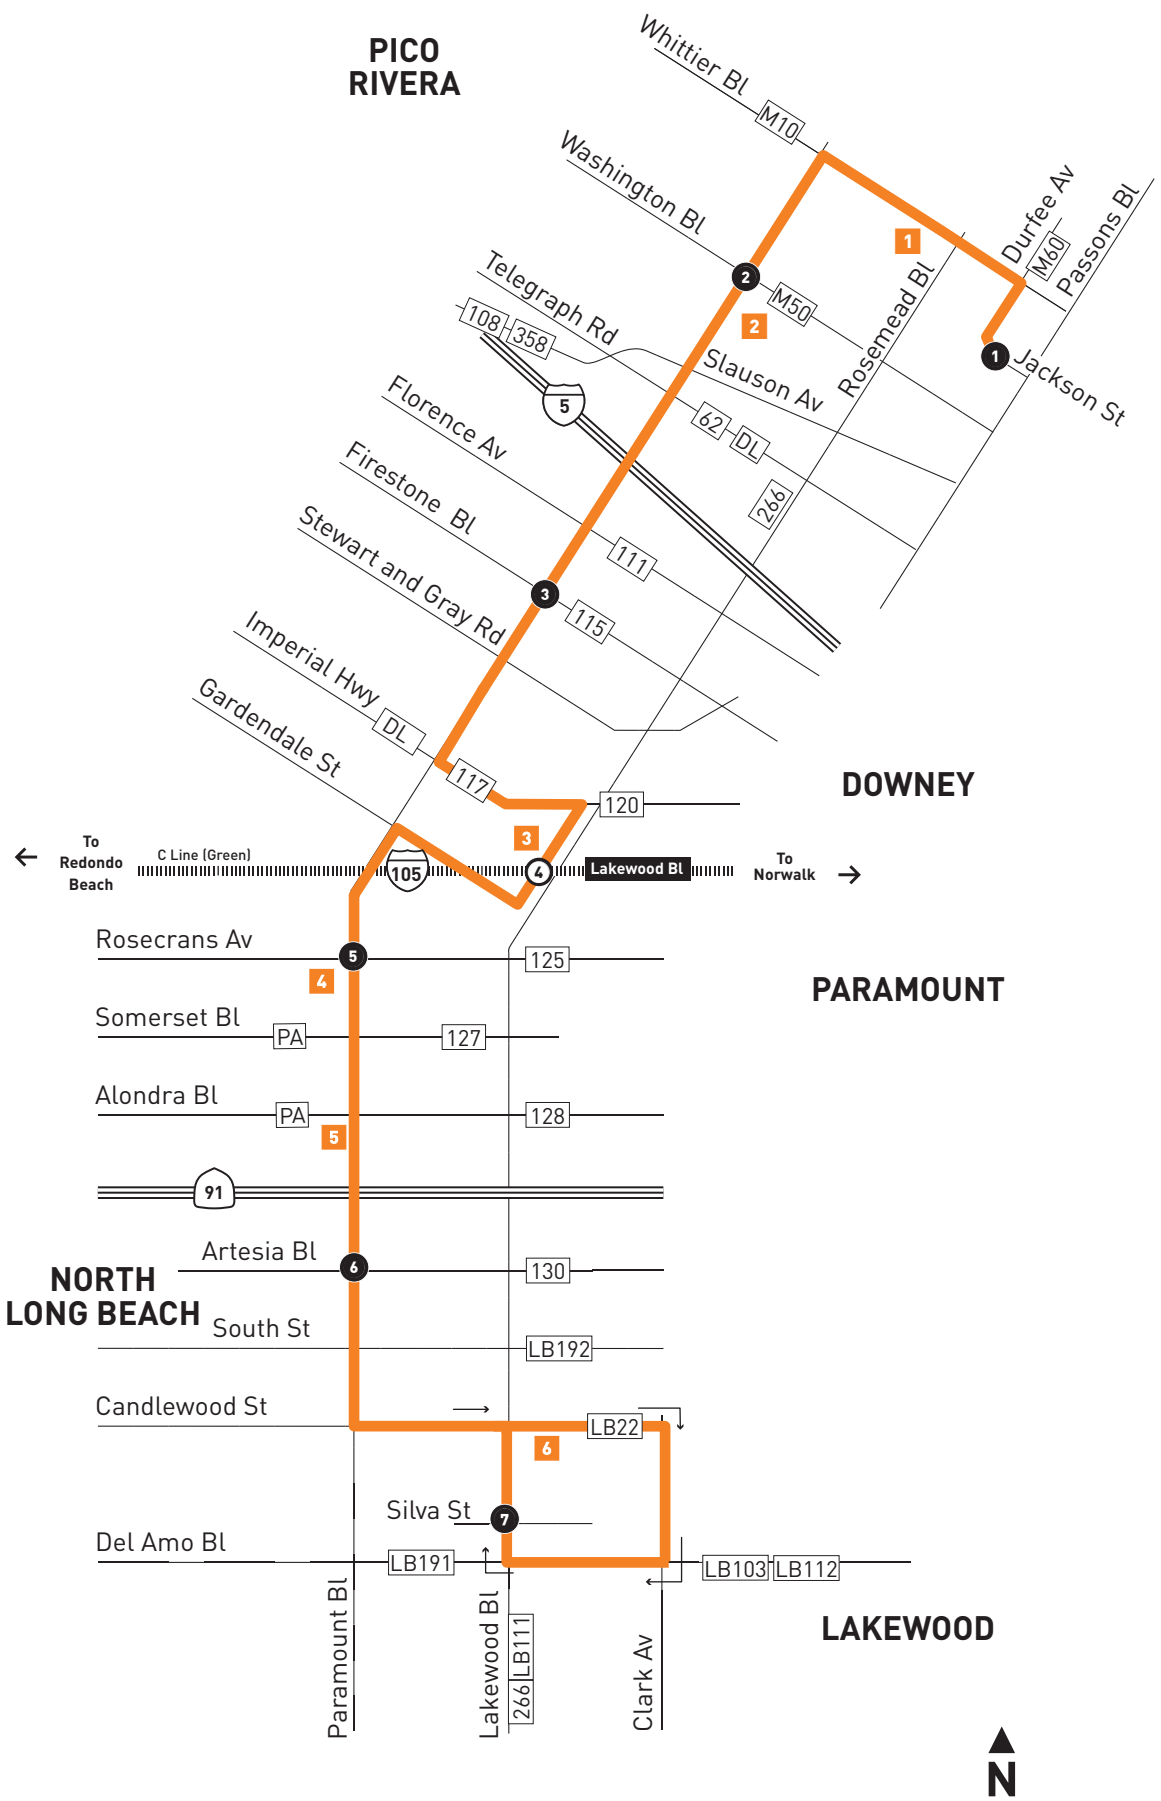 PICO
RIVERA
Whittier Bl
M10
Washington Bl
Durfee Av
M60
Passons Bl
1
2
M50
Telegraph Rd
2
Rosemead Bl
108
358
1
Jackson St
Slauson Av
5
Florence Av
62
DL
Firestone Bl
266
Stewart and Gray Rd
111
3
115
Imperial Hwy
DL
Gardendale St
117
DOWNEY
120
3
To
Redondo
Beach
C Line (Green)
105
4
Lakewood Bl
To
Norwalk
Rosecrans Av
5
125
4
PARAMOUNT
Somerset Bl
PA
127
Alondra Bl
PA
128
5
91
Artesia Bl
6
130
NORTH
LONG BEACH
South St
LB192
Candlewood St
LB22
6
Silva St
7
Del Amo Bl
LB191
LB103
LB112
Paramount Bl
Lakewood Bl
266
LB111
Clark Av
LAKEWOOD
N